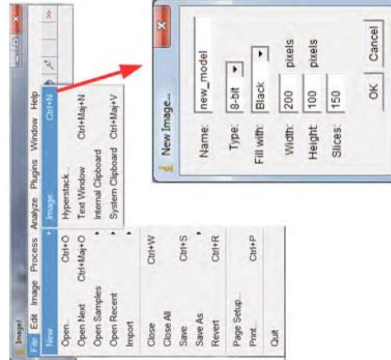 ImageJ
File Edit Image Process Analyze Plugins Window Help
New
Open... Ctrl+O
Open Next Ctrl+Maj+O
Open Samples
Open Recent
Import
Close Ctrl+W
Close All
Save Ctrl+S
Save As
Revert Ctrl+R
Page Setup...
Print... Ctrl+P
Quit
Image... Ctrl+N
Hyperstack...
Text Window Ctrl+Maj+N
Internal Clipboard
System Clipboard Ctrl+Maj+V
>>
New Image...
Name: new_model
Type: 8-bit
Fill with: Black
Width: 200 pixels
Height: 100 pixels
Slices: 150
OK Cancel